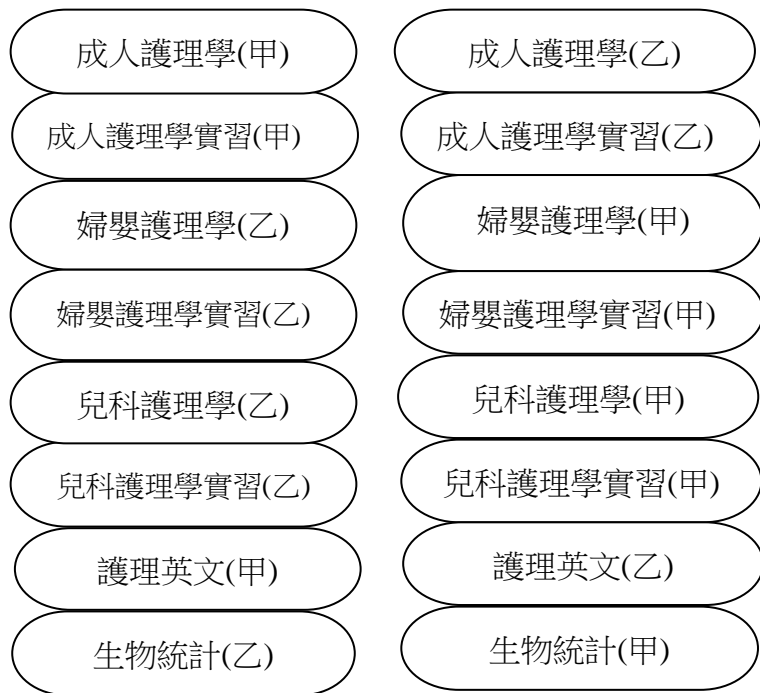 成人護理學(甲)
成人護理學實習(甲)
婦嬰護理學(乙)
婦嬰護理學實習(乙)
兒科護理學(乙)
兒科護理學實習(乙)
護理英文(甲)
生物統計(乙)
成人護理學(乙)
成人護理學實習(乙)
婦嬰護理學(甲)
婦嬰護理學實習(甲)
兒科護理學(甲)
兒科護理學實習(甲)
護理英文(乙)
生物統計(甲)